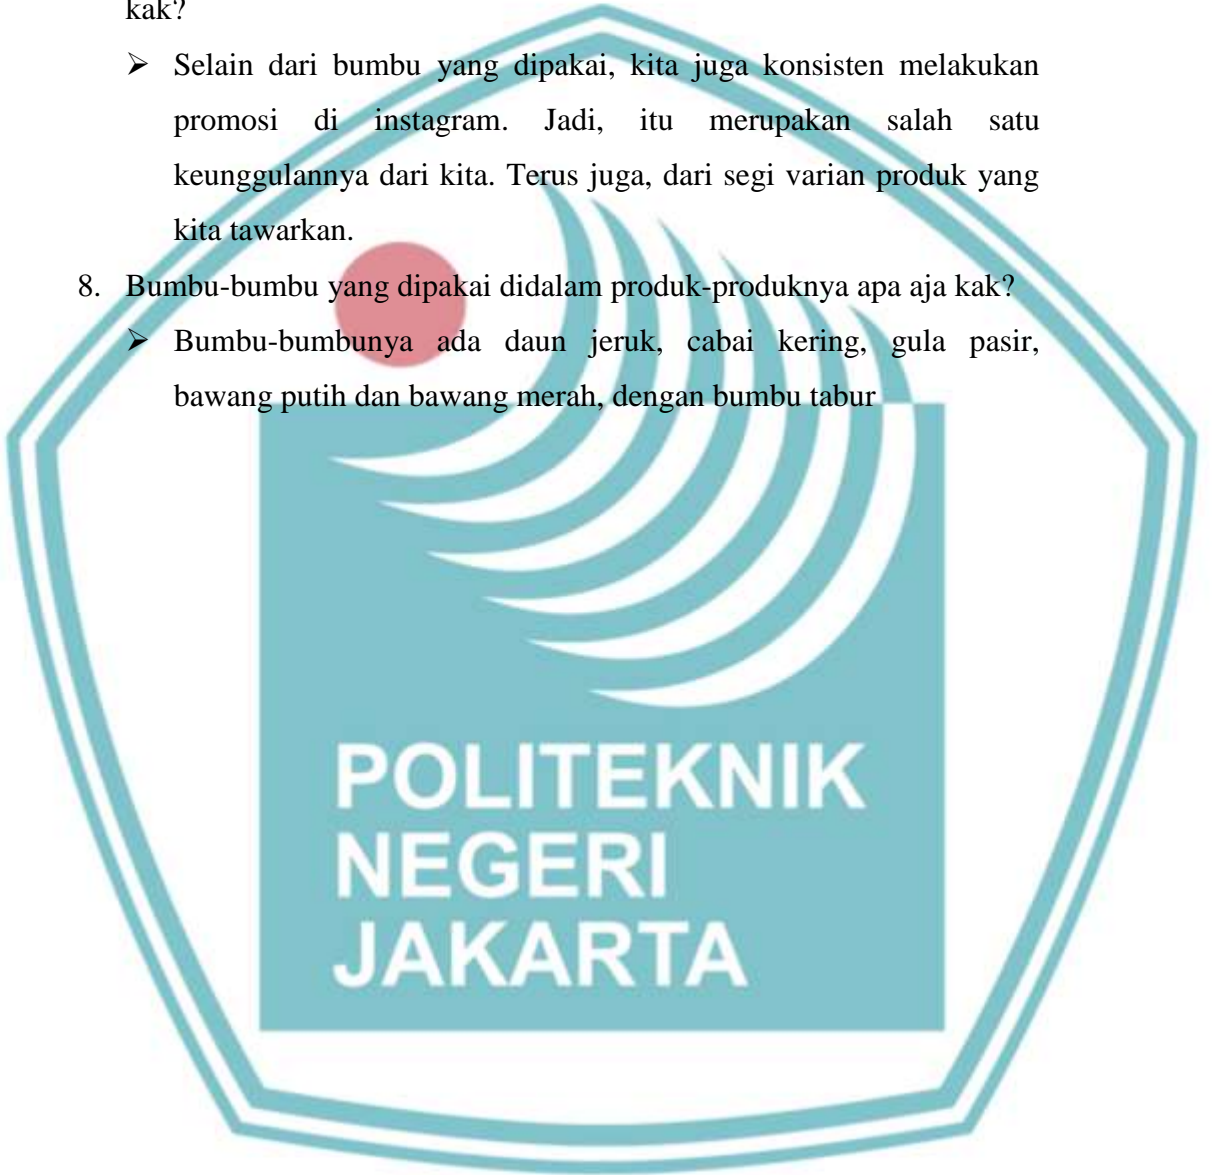 kak?
➢ Selain dari bumbu yang dipakai, kita juga konsisten melakukan
promosi di instagram. Jadi, itu merupakan salah satu
keunggulannya dari kita. Terus juga, dari segi varian produk yang
kita tawarkan.
8. Bumbu-bumbu yang dipakai didalam produk-produknya apa aja kak?
➢ Bumbu-bumbunya ada daun jeruk, cabai kering, gula pasir,
bawang putih dan bawang merah, dengan bumbu tabur
POLITEKNIK
NEGERI
JAKARTA